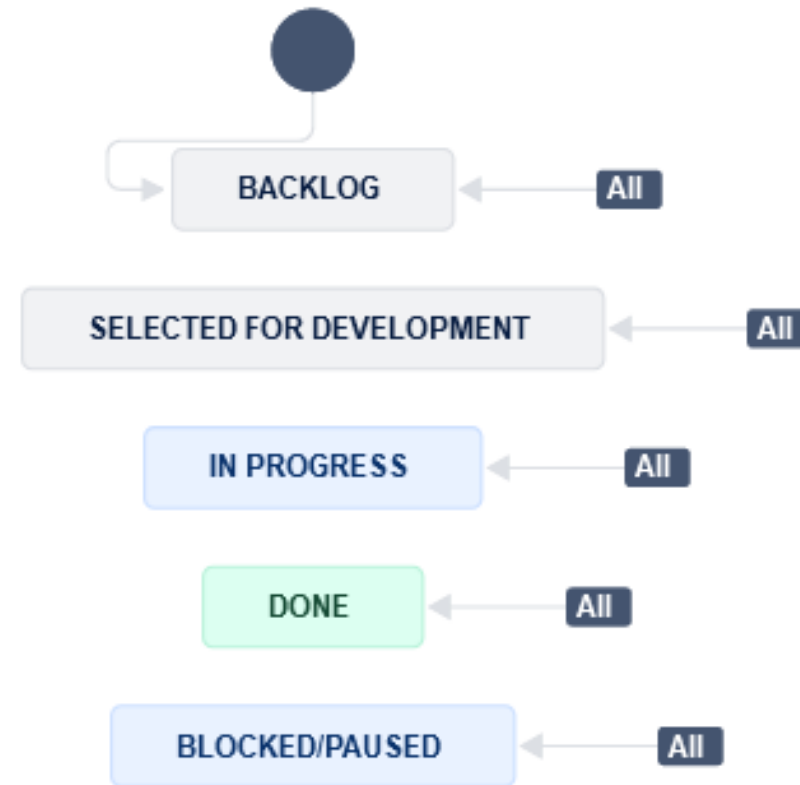 BACKLOG All
SELECTED FOR DEVELOPMENT All
IN PROGRESS All
DONE All
BLOCKED/PAUSED All